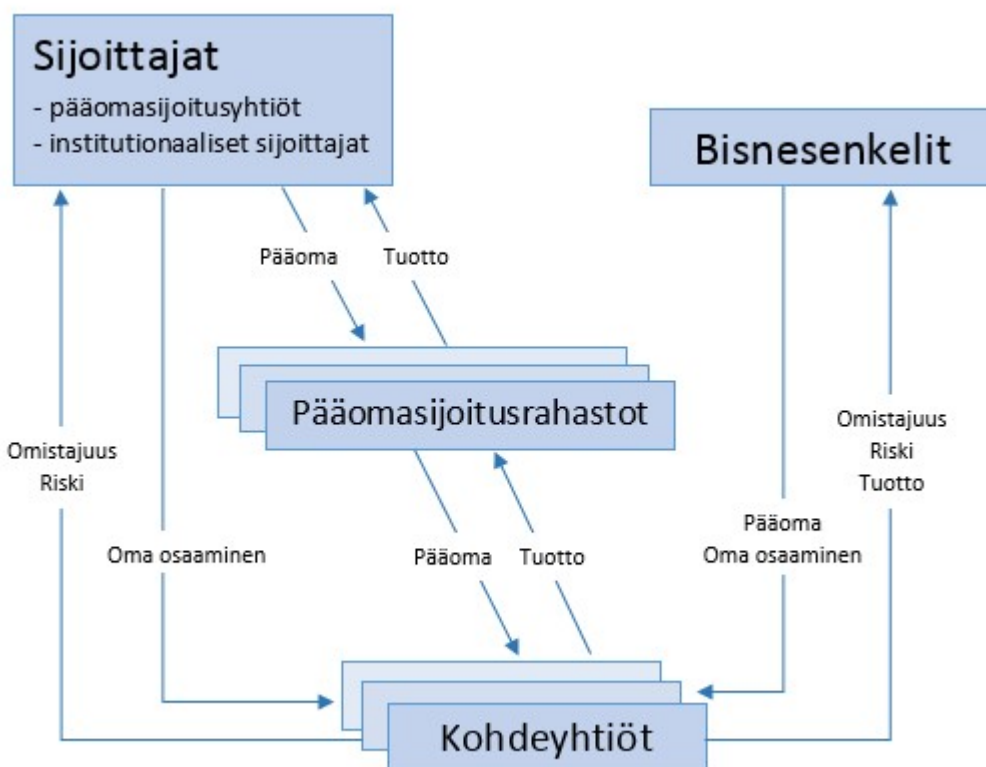 Sijoittajat
- pääomasijoitusyhtiöt
- institutionaaliset sijoittajat
Bisnesenkelit
Pääoma
Tuotto
Pääomasijoitusrahastot
Omistajuus
Riski
Omistajuus
Riski
Tuotto
Oma osaaminen
Pääoma
Tuotto
Pääoma
Oma osaaminen
Kohdeyhtiöt